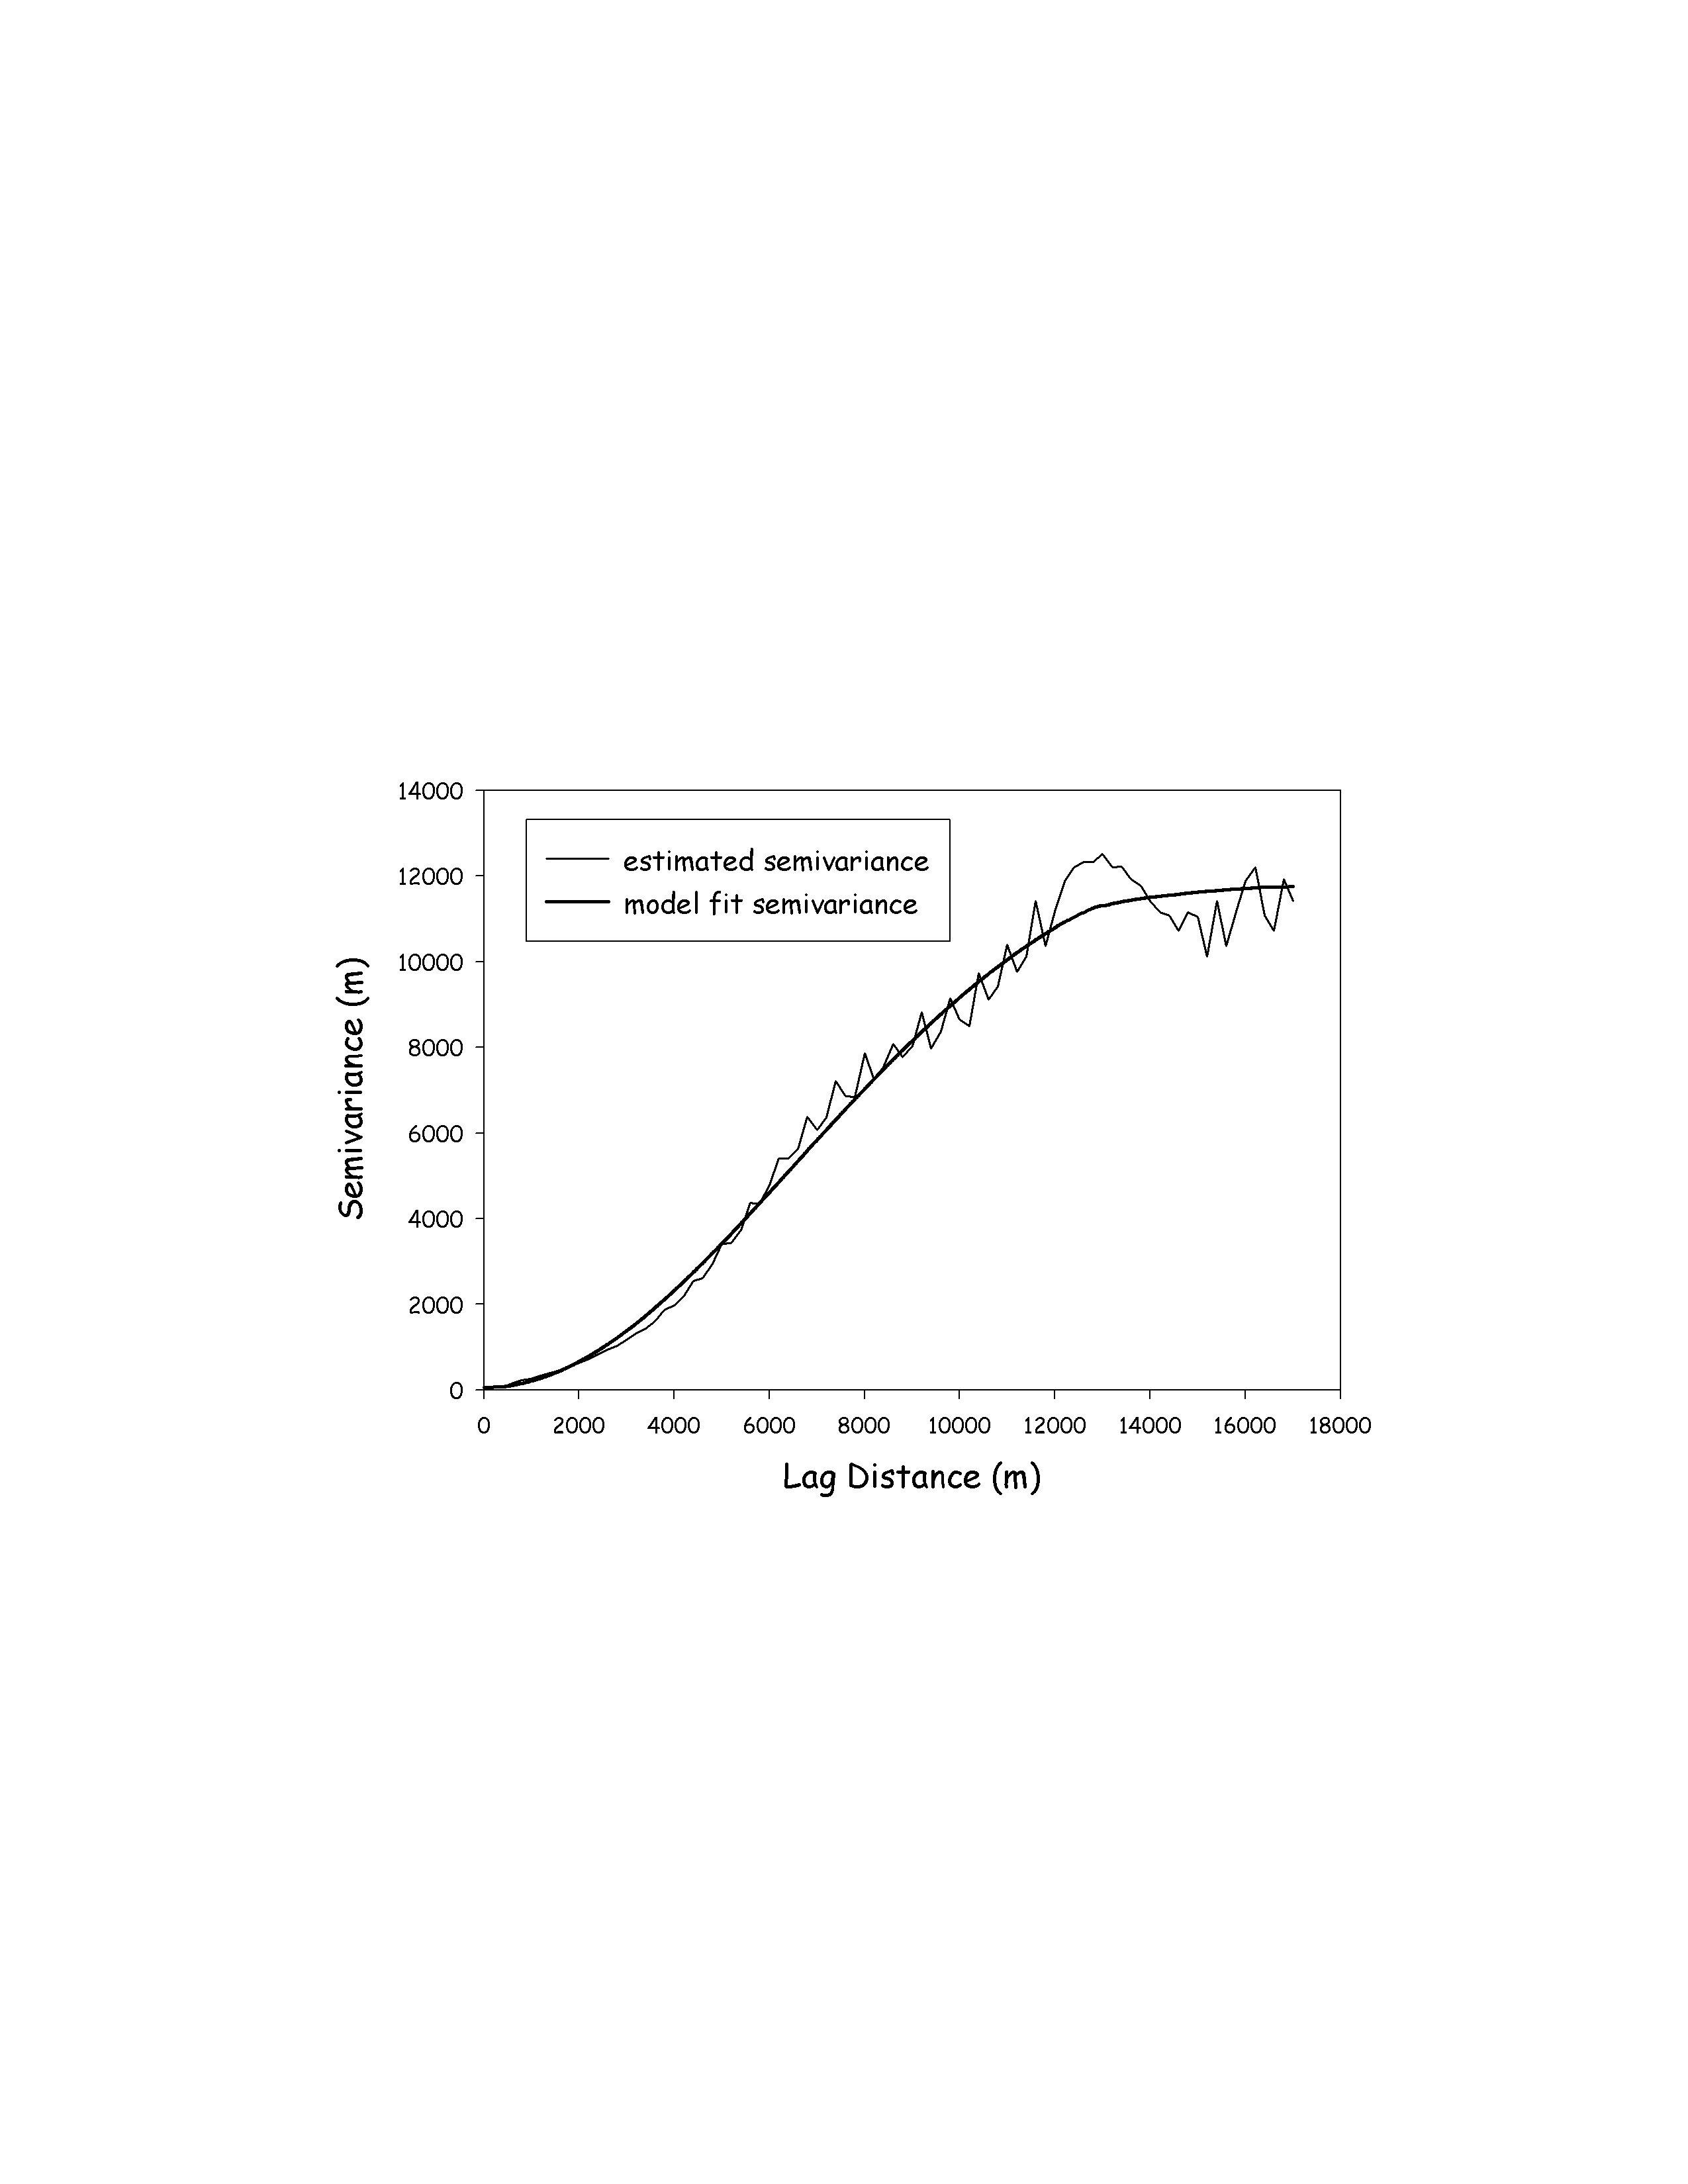 14000
12000
10000
8000
6000
4000
2000
0
Semivariance (m)
estimated semivariance
model fit semivariance
0 2000 4000 6000 8000 10000 12000 14000 16000 18000
Lag Distance (m)